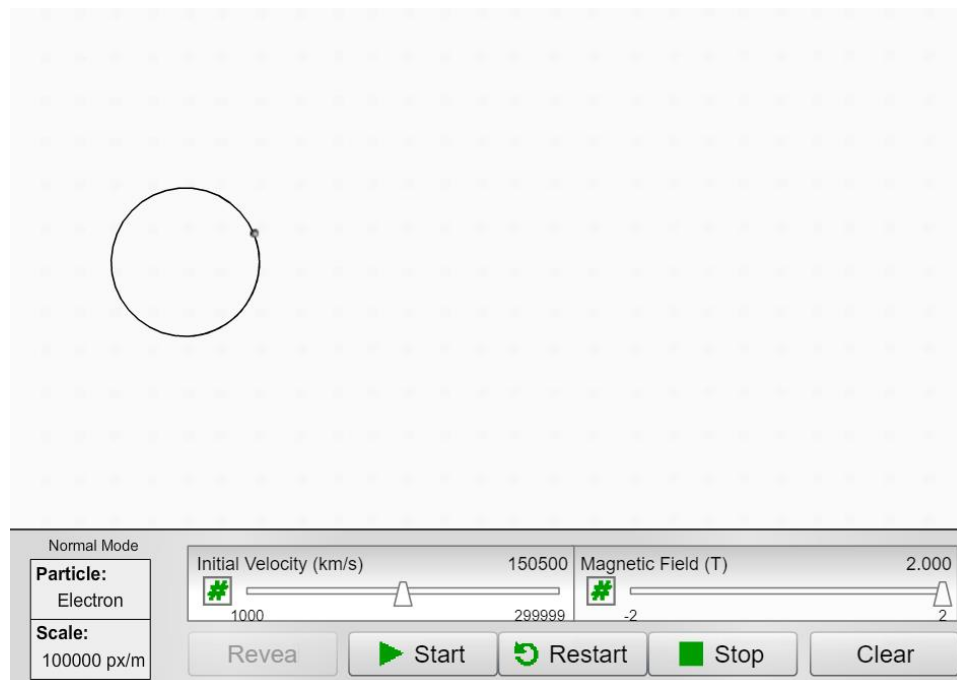 Normal Mode
Particle:
Electron
Scale:
100000 px/m
Initial Velocity (km/s) 150500
#
1000 299999
Magnetic Field (T) 2.000
#
-2 2
Revea
Start
Restart
Stop
Clear